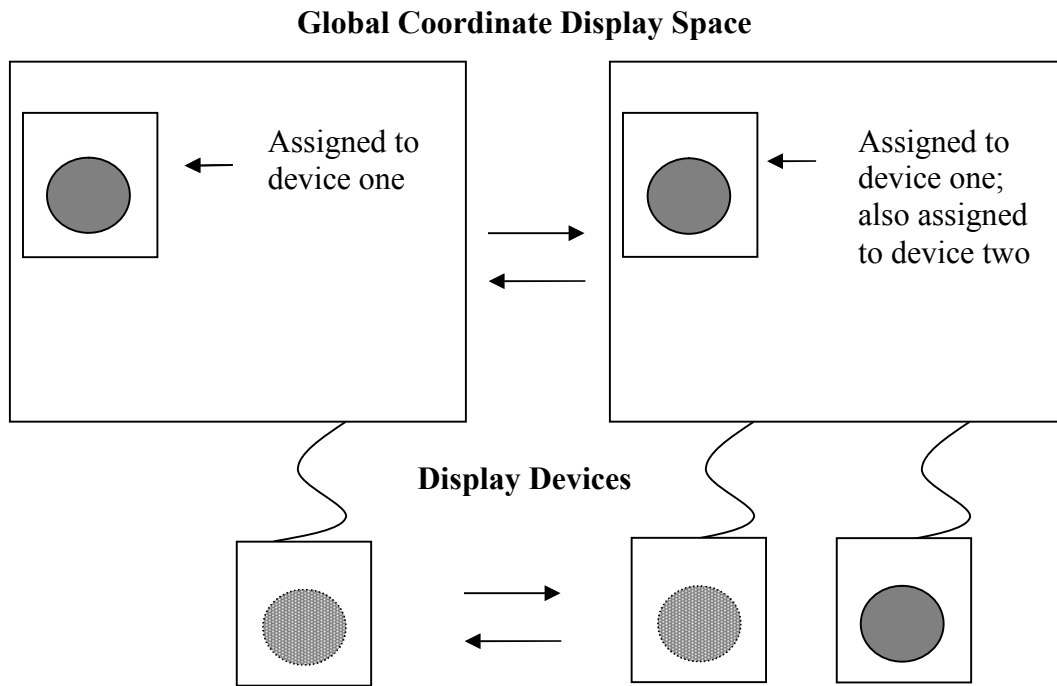 Global Coordinate Display Space
Assigned to
device one
Assigned to
device one;
also assigned
to device two
Display Devices